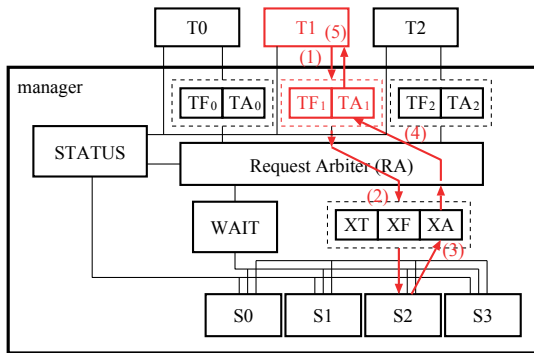 T0 T1 (5) T2
(1)
manager
TF0 TA0 TF1 TA1 TF2 TA2
(4)
STATUS
Request Arbiter (RA)
(2)
WAIT XT XF XA
(3)
S0 S1 S2 S3